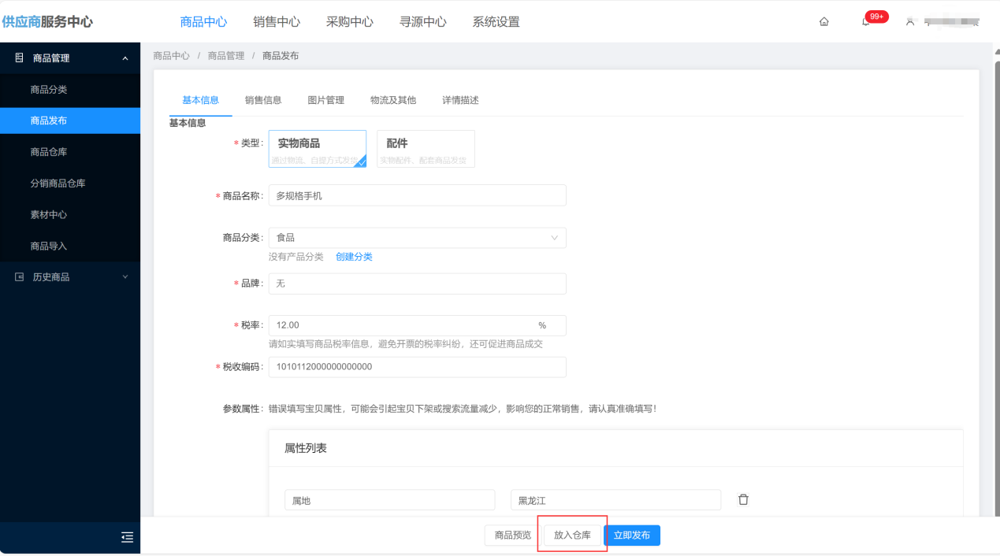 供应商服务中心 商品中心 销售中心 采购中心 寻源中心 系统设置 99+
商品管理
商品分类
商品发布
商品仓库
分销商品仓库
素材中心
商品导入
历史商品
商品中心 / 商品管理 / 商品发布
基本信息 销售信息 图片管理 物流及其他 详情描述
基本信息
* 类型: 实物商品 配件
通过物流、自提方式发货 实物配件、配套商品发货
* 商品名称: 多规格手机
商品分类: 食品
没有产品分类 创建分类
* 品牌: 无
* 税率: 12.00 %
请如实填写商品税率信息，避免开票的税率纠纷，还可促进商品成交
* 税收编码: 1010112000000000000
参数属性: 错误填写宝贝属性，可能会引起宝贝下架或搜索流量减少，影响您的正常销售，请认真准确填写！
属性列表
属地 黑龙江
商品预览 放入仓库 立即发布